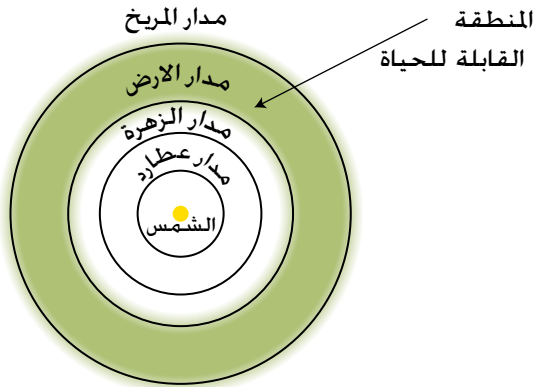 مدار المريخ
المنطقة
القابلة للحياة
مدار الارض
مدار الزهرة
مدار عطارد
الشمس